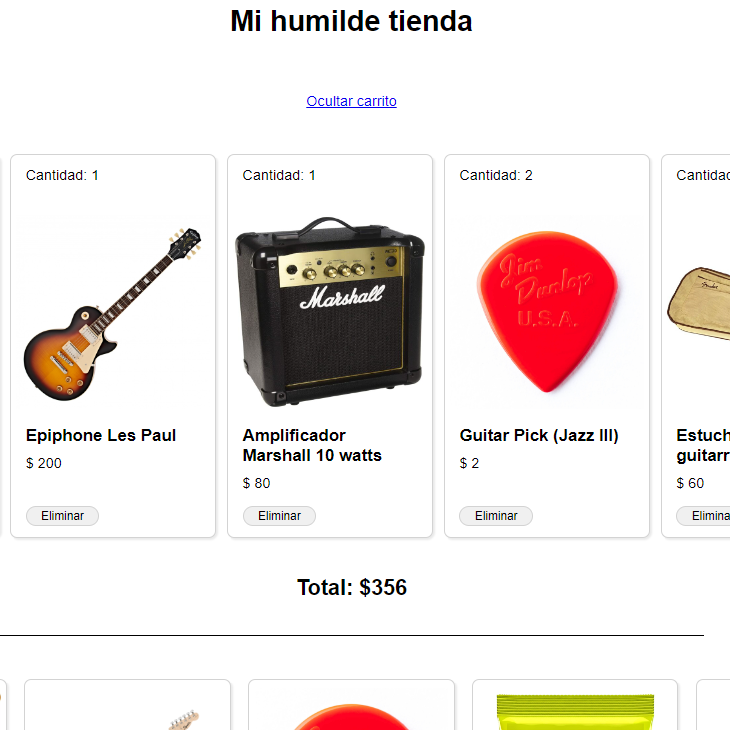 Mi humilde tienda
Ocultar carrito
Cantidad: 1
Cantidad: 1
Cantidad: 2
Marshall
Jim
Dunlop
U.S.A.
Epiphone Les Paul
$ 200
Eliminar
Amplificador
Marshall 10 watts
$ 80
Eliminar
Guitar Pick (Jazz III)
$ 2
Eliminar
Cantidad
Estuch
guitarr
$ 60
Elimina
Total: $356